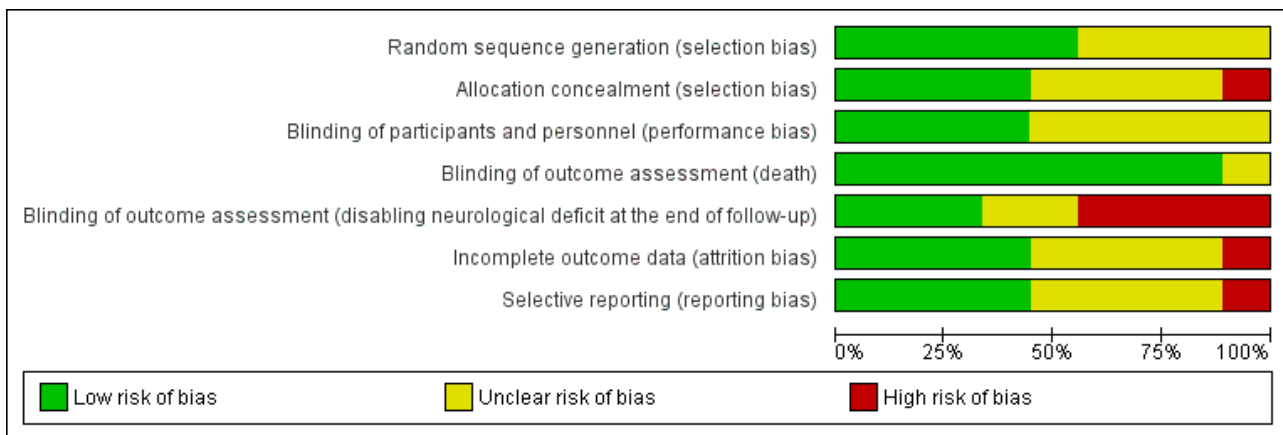 Random sequence generation (selection bias)
Allocation concealment (selection bias)
Blinding of participants and personnel (performance bias)
Blinding of outcome assessment (death)
Blinding of outcome assessment (disabling neurological deficit at the end of follow-up)
Incomplete outcome data (attrition bias)
Selective reporting (reporting bias)
0% 25% 50% 75% 100%
Low risk of bias Unclear risk of bias High risk of bias